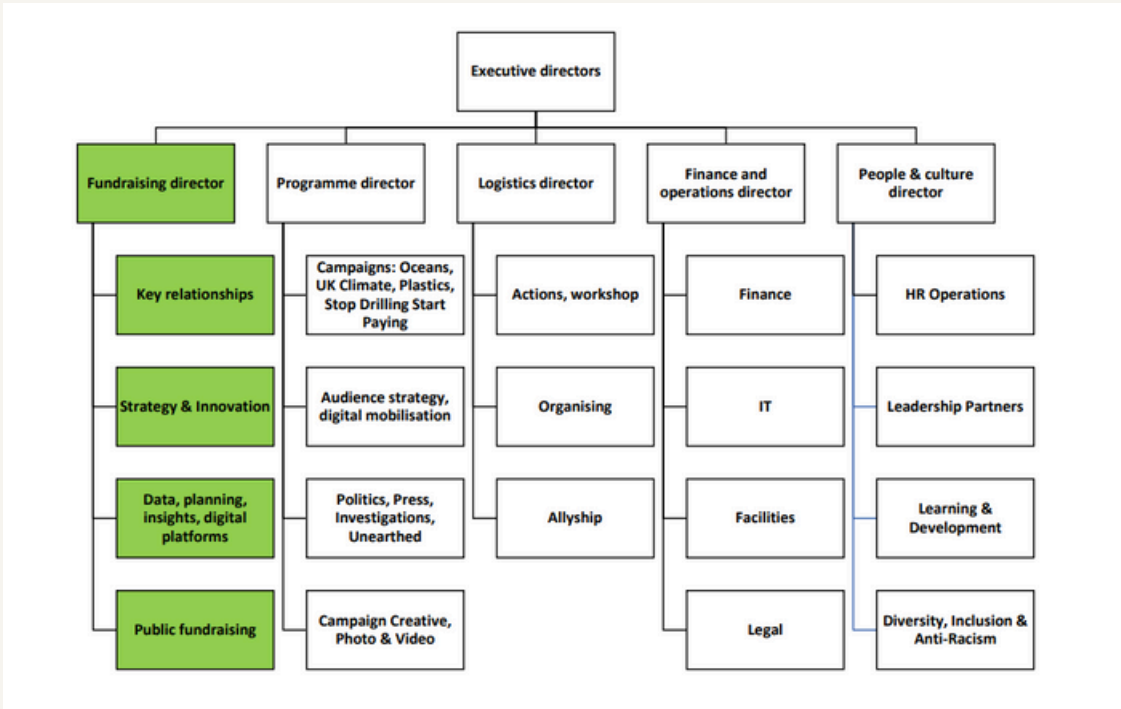 Executive directors
Fundraising director
Programme director
Logistics director
Finance and
operations director
People & culture
director
Key relationships
Campaigns: Oceans,
UK Climate, Plastics,
Stop Drilling Start
Paying
Actions, workshop
Finance
HR Operations
Strategy & Innovation
Audience strategy,
digital mobilisation
Organising
IT
Leadership Partners
Data, planning,
insights, digital
platforms
Politics, Press,
Investigations,
Unearthed
Allyship
Facilities
Learning &
Development
Public fundraising
Campaign Creative,
Photo & Video
Legal
Diversity, Inclusion &
Anti-Racism